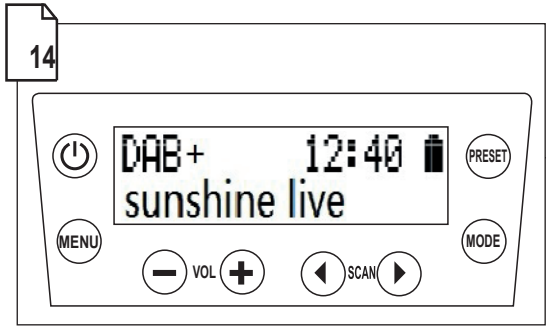 14
DAB+ 12:40
PRESET
sunshine live
MENU
MODE
VOL SCAN